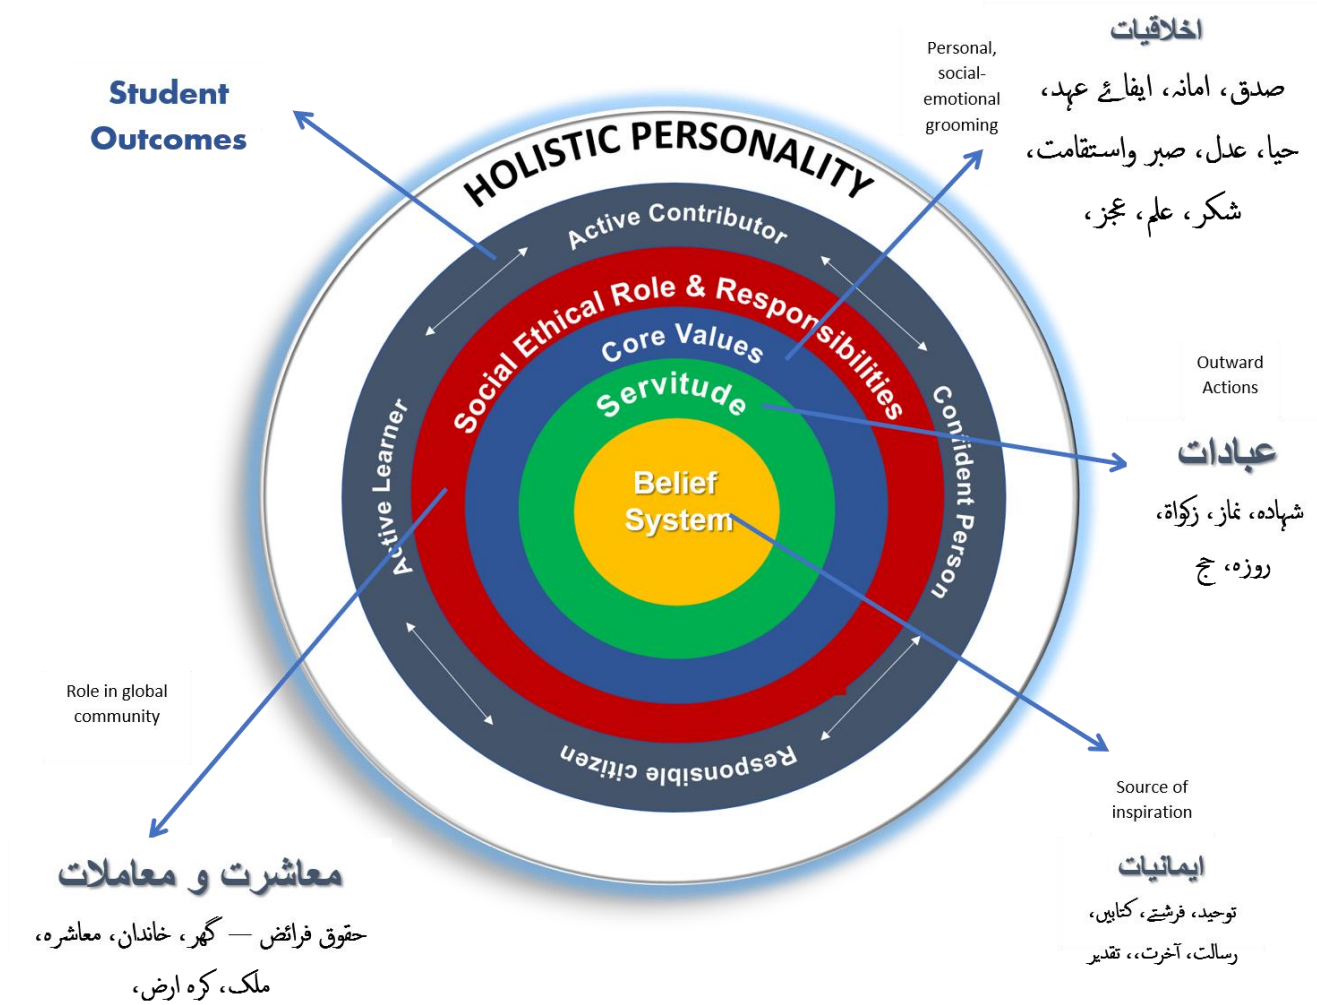 Student
Outcomes
Personal,
social-
emotional
grooming
اخلاقیات
صدق، امانہ، ایفائے عہد،
حیا، عدل، صبر واستقامت،
شکر، علم، عجز،
HOLISTIC PERSONALITY
Active Contributor
Social Ethical Role & Responsibilities
Core Values
Servitude
Belief
System
Active Learner
Confident Person
Responsible citizen
Outward
Actions
عبادات
شہادہ، نماز، زکواۃ،
روزہ، حج
Role in global
community
معاشرت و معاملات
حقوق فرائض — گھر، خاندان، معاشرہ،
ملک، کرہ ارض،
Source of
inspiration
ایمانیات
توحید، فرشتے، کتابیں،
رسالت، آخرت،، تقدیر